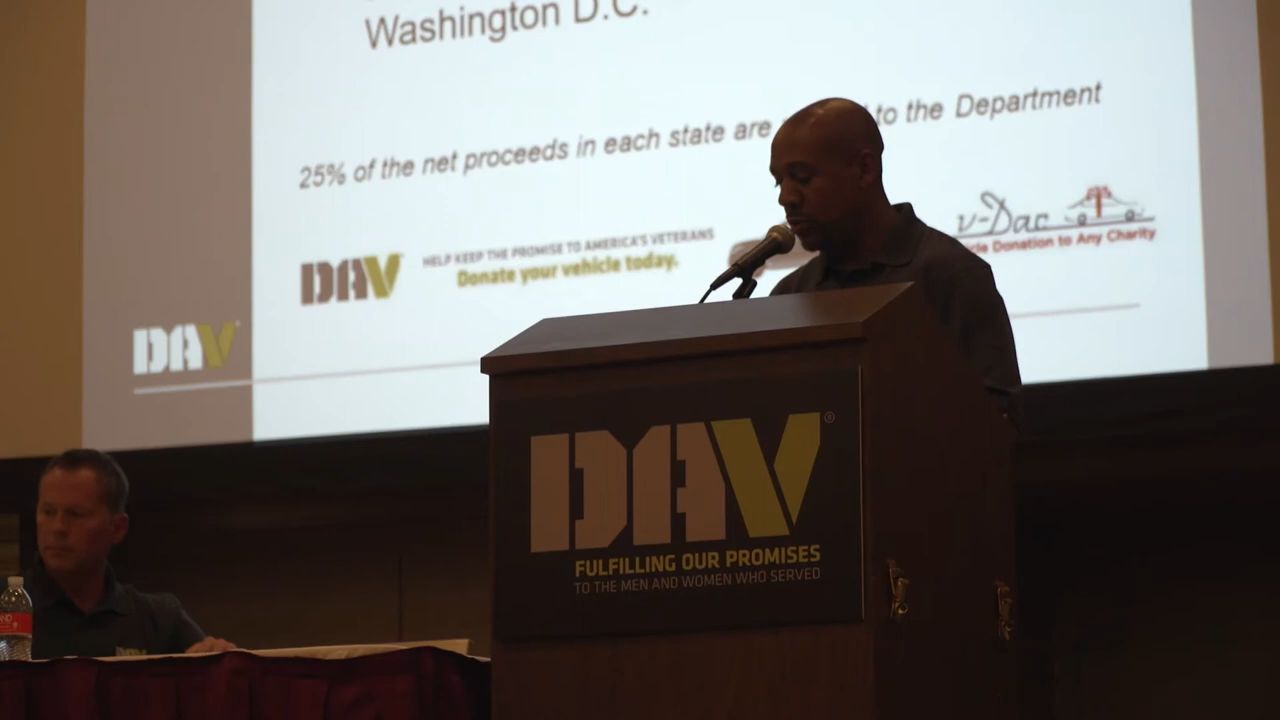 Washington D.C.
25% of the net proceeds in each state are to the Department
DAV
HELP KEEP THE PROMISE TO AMERICA'S VETERANS
Donate your vehicle today.
v-Dac
Donation to Any Charity
DAV
DAV®
FULFILLING OUR PROMISES
TO THE MEN AND WOMEN WHO SERVED